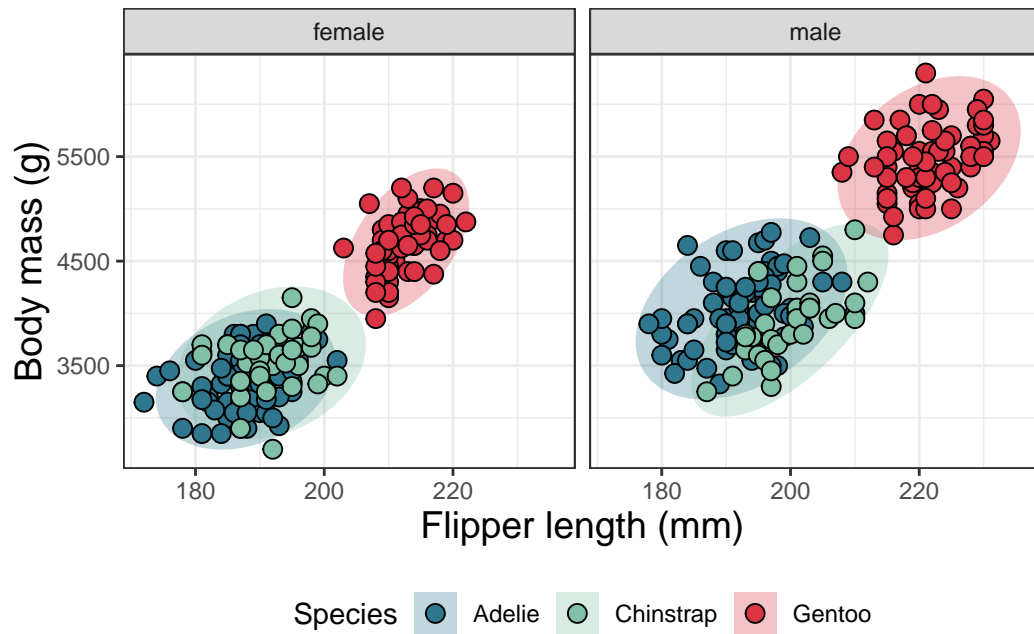 female male
Body mass (g)
5500
4500
3500
180 200 220 180 200 220
Flipper length (mm)
Species Adelie Chinstrap Gentoo